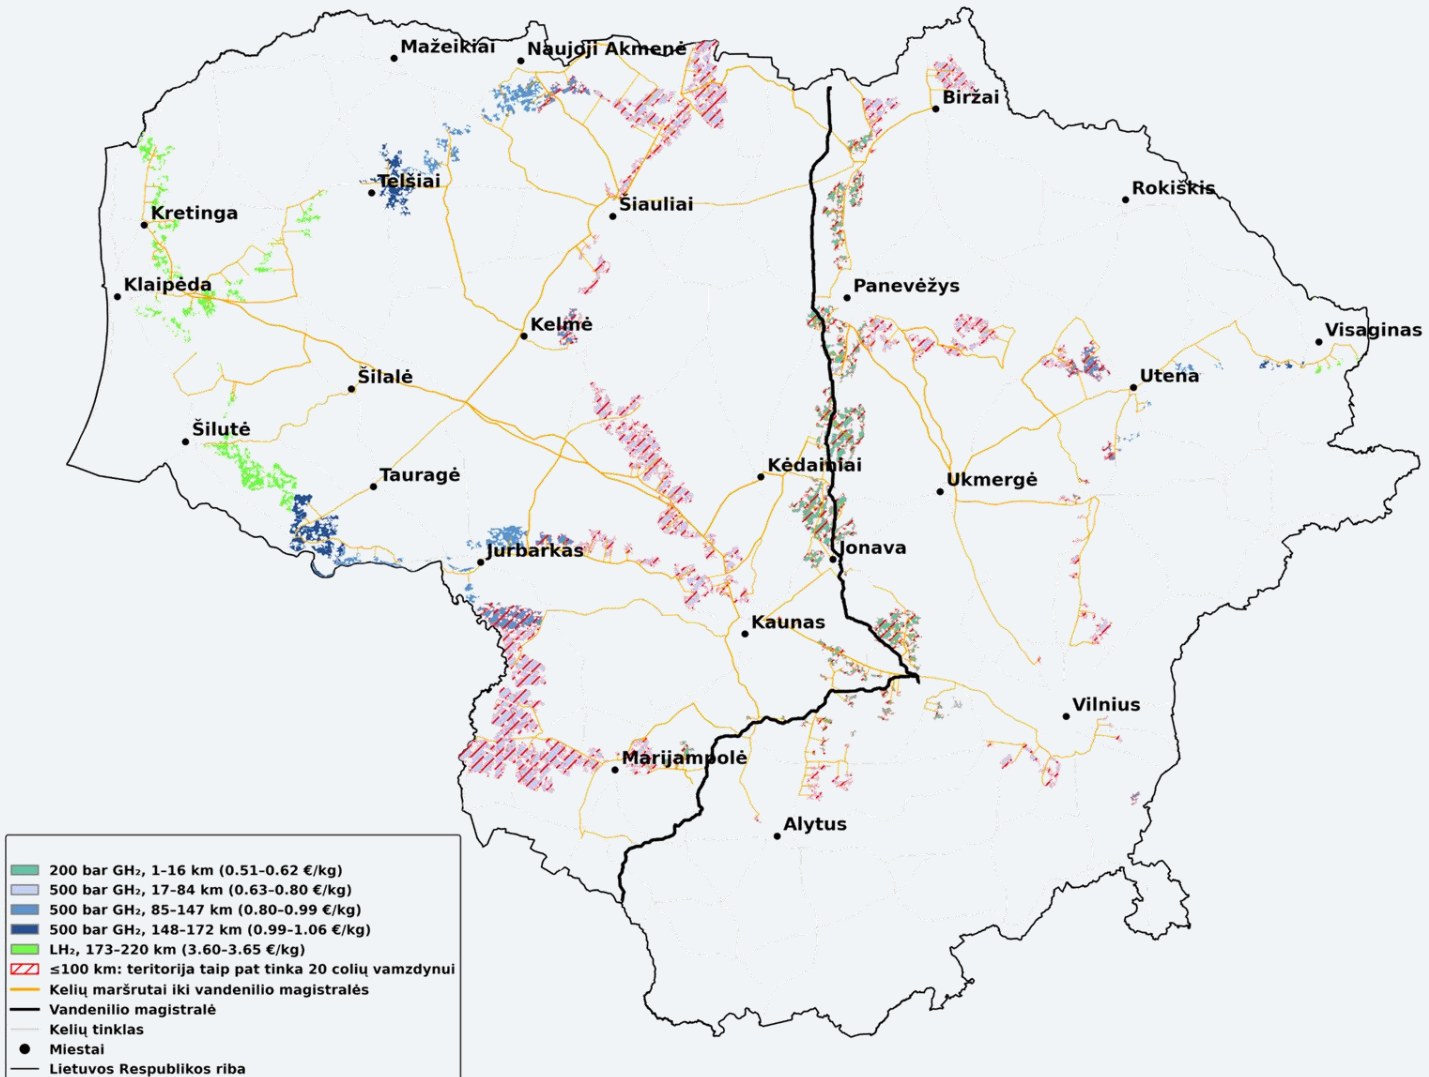 Mažeikiai
Naujoji Akmenė
Biržai
Telšiai
Rokiškis
Šiauliai
Kretinga
Klaipėda
Panevėžys
Kelmė
Visaginas
Šilalė
Utena
Šilutė
Tauragė
Kėdainiai
Ukmergė
Jurbarkas
Jonava
Kaunas
Vilnius
Marijampolė
Alytus
200 bar GH₂, 1–16 km (0.51–0.62 €/kg)
500 bar GH₂, 17–84 km (0.63–0.80 €/kg)
500 bar GH₂, 85–147 km (0.80–0.99 €/kg)
500 bar GH₂, 148–172 km (0.99–1.06 €/kg)
LH₂, 173–220 km (3.60–3.65 €/kg)
≤100 km: teritorija taip pat tinka 20 colių vamzdynui
Kelių maršrutai iki vandenilio magistralės
Vandenilio magistralė
Kelių tinklas
Miestai
Lietuvos Respublikos riba